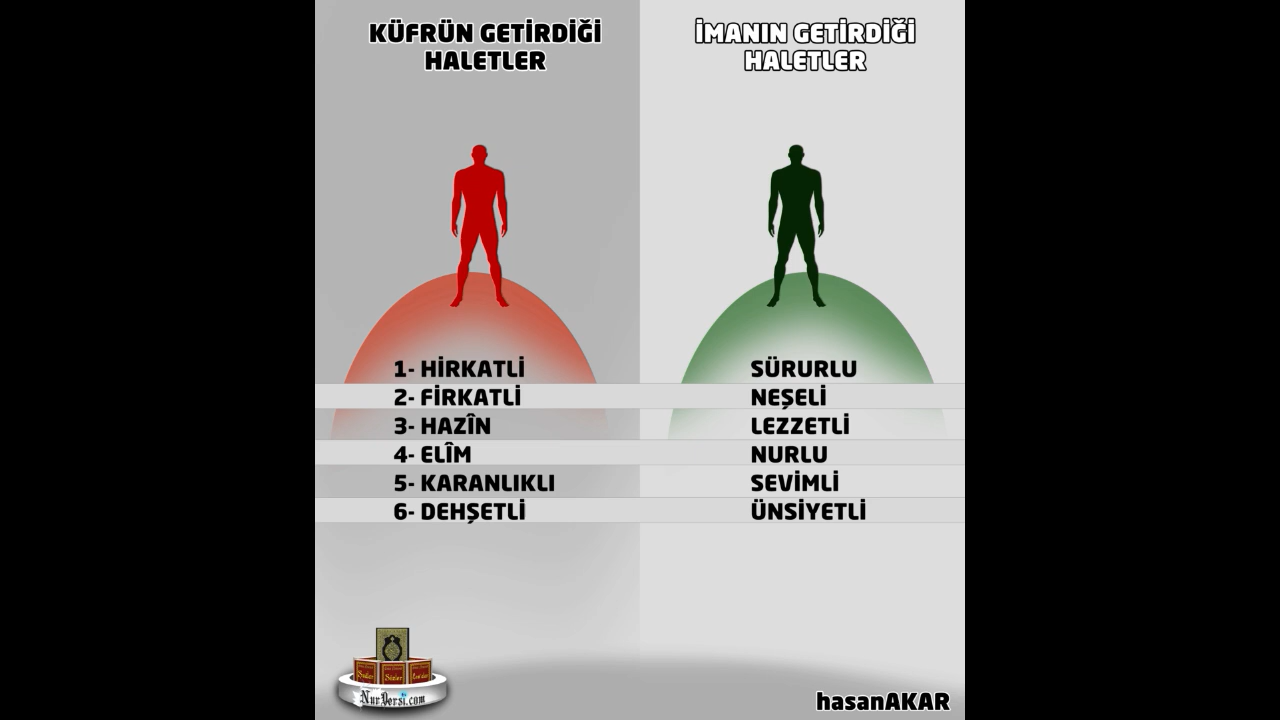 KÜFRÜN GETİRDİĞİ
HALETLER
İMANIN GETİRDİĞİ
HALETLER
1- HİRKATLİ SÜRURLU
2- FİRKATLİ NEŞELİ
3- HAZÎN LEZZETLİ
4- ELÎM NURLU
5- KARANLIKLI SEVİMLİ
6- DEHŞETLİ ÜNSİYETLİ
Sözler
NurDersi.com
hasanAKAR